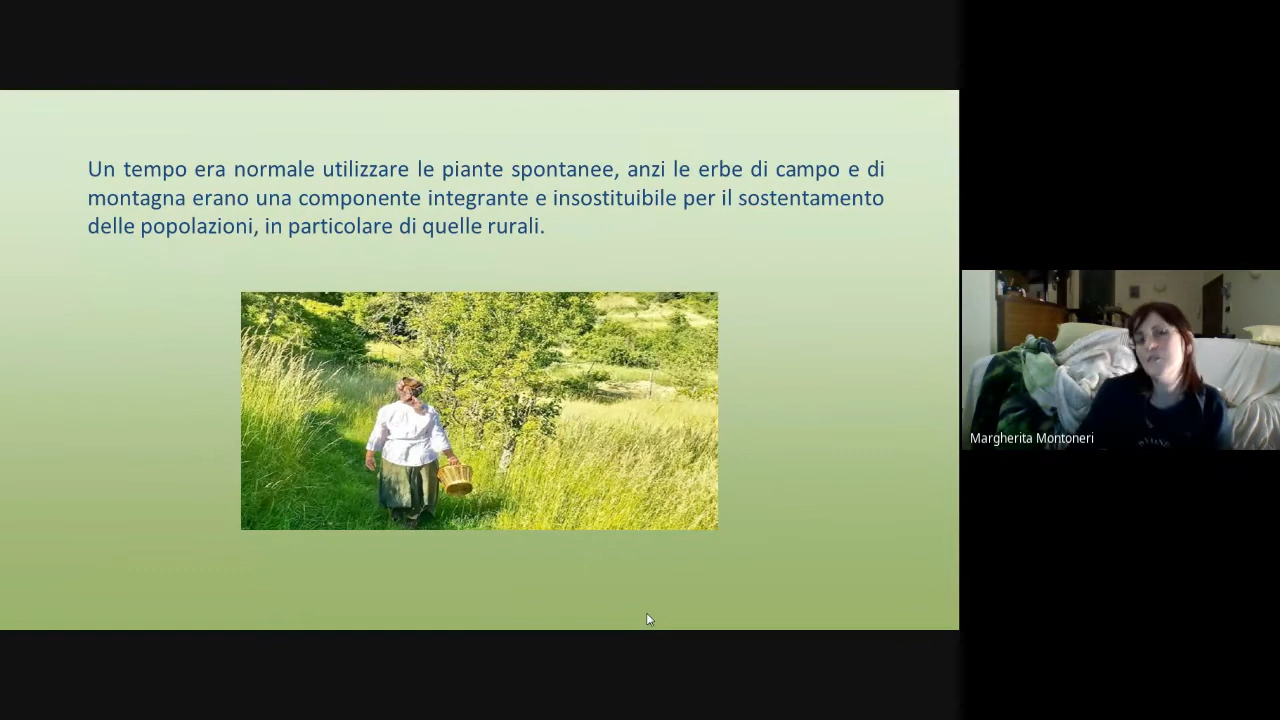 Un tempo era normale utilizzare le piante spontanee, anzi le erbe di campo e di
montagna erano una componente integrante e insostituibile per il sostentamento
delle popolazioni, in particolare di quelle rurali.
Margherita Montoneri